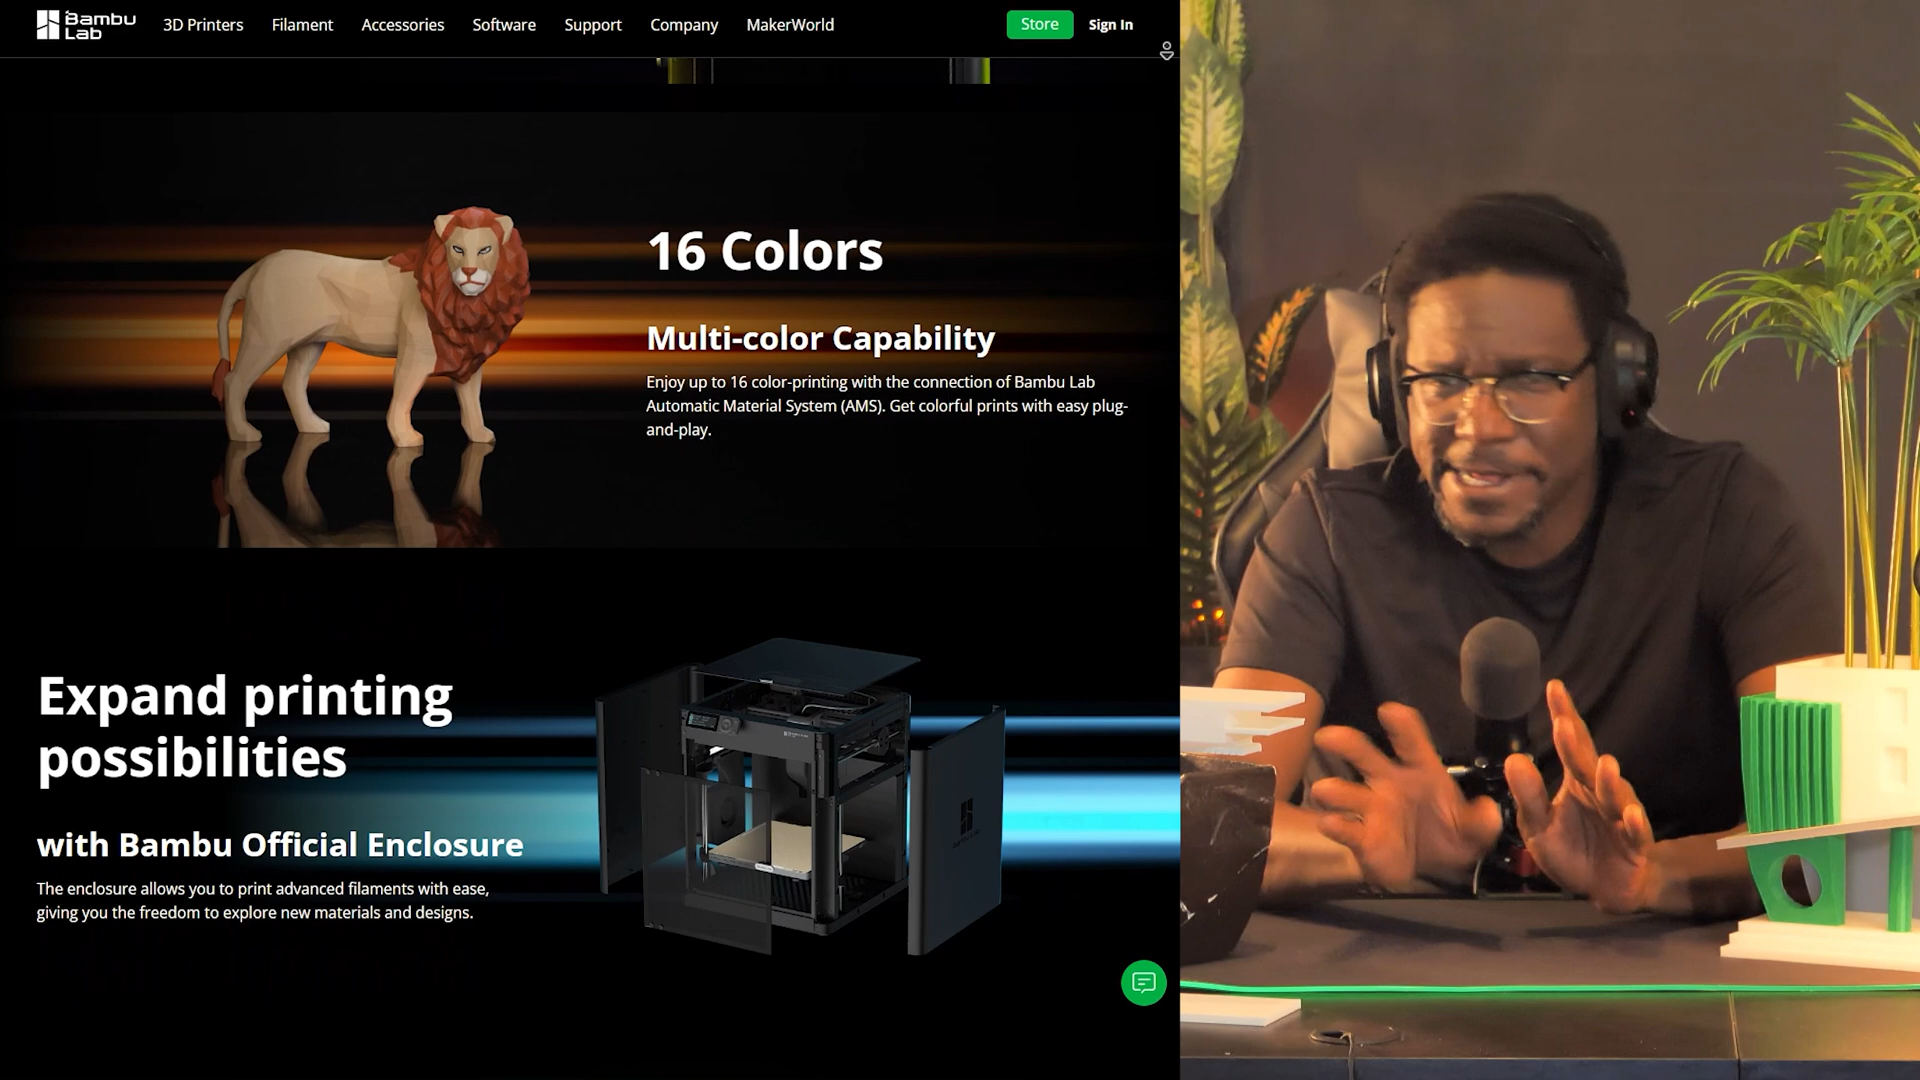 Bambu
Lab
3D Printers
Filament
Accessories
Software
Support
Company
MakerWorld
Store
Sign In
16 Colors
Multi-color Capability
Enjoy up to 16 color-printing with the connection of Bambu Lab
Automatic Material System (AMS). Get colorful prints with easy plug-
and-play.
Expand printing
possibilities
with Bambu Official Enclosure
The enclosure allows you to print advanced filaments with ease,
giving you the freedom to explore new materials and designs.